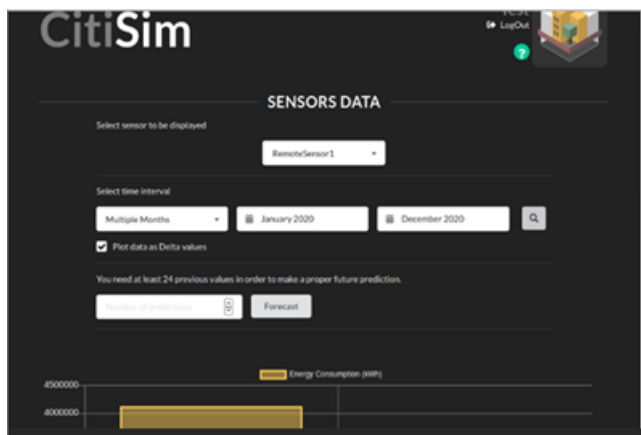 CitiSim
Test
LogOut
?
SENSORS DATA
Select sensor to be displayed
RemoteSensor1
Select time interval
Multiple Months
January 2020
December 2020
Plot data as Delta values
You need at least 24 previous values in order to make a proper future prediction.
Number of predictions
Forecast
Energy Consumption (kWh)
4500000
4000000